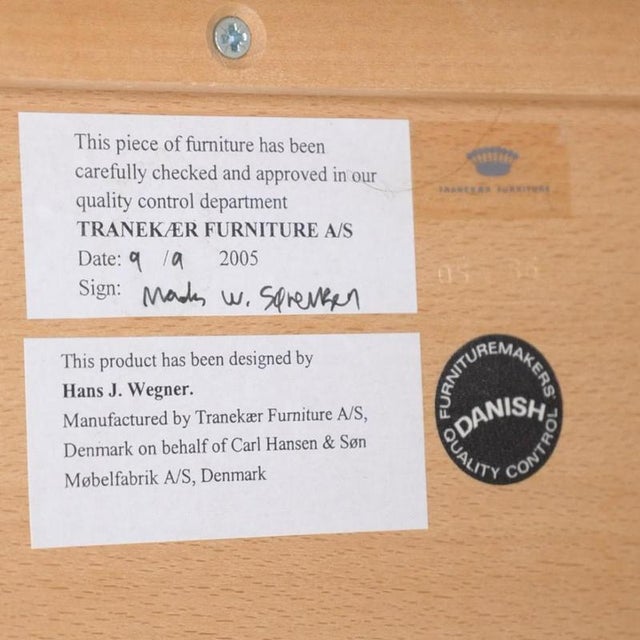 This piece of furniture has been
carefully checked and approved in our
quality control department
TRANEKÆR FURNITURE A/S
Date: 9 /9 2005
Sign: Mads W. Sørensen
TRANEKÆR FURNITURE
This product has been designed by
Hans J. Wegner.
Manufactured by Tranekær Furniture A/S,
Denmark on behalf of Carl Hansen & Søn
Møbelfabrik A/S, Denmark
FURNITUREMAKERS'
DANISH
QUALITY CONTROL